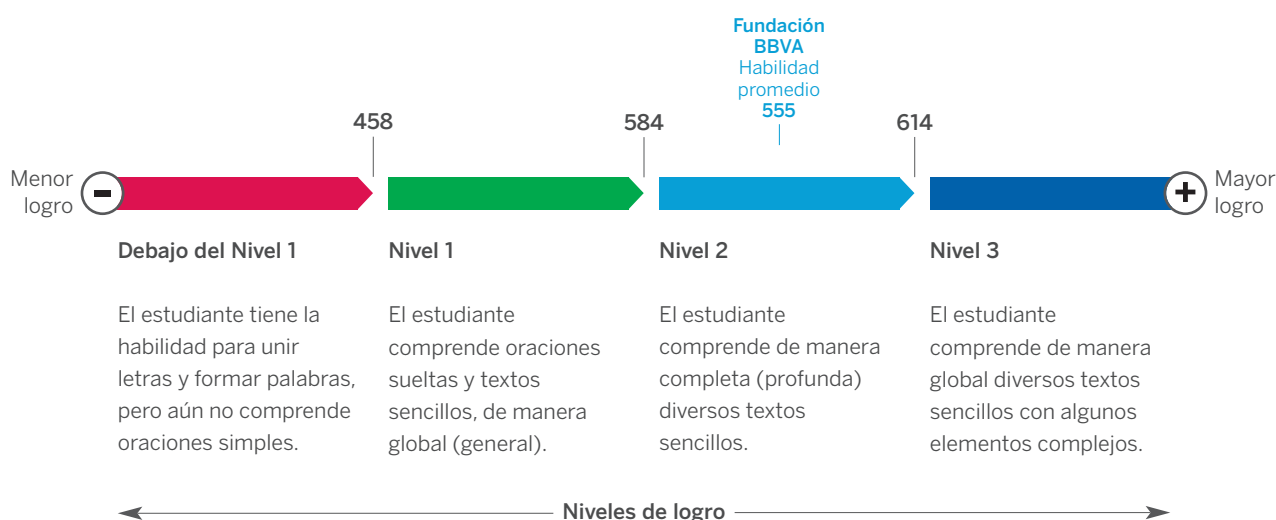 Fundación
BBVA
Habilidad
promedio
555
458
584
614
Menor
logro
Mayor
logro
Debajo del Nivel 1
El estudiante tiene la
habilidad para unir
letras y formar palabras,
pero aún no comprende
oraciones simples.
Nivel 1
El estudiante
comprende oraciones
sueltas y textos
sencillos, de manera
global (general).
Nivel 2
El estudiante
comprende de manera
completa (profunda)
diversos textos
sencillos.
Nivel 3
El estudiante
comprende de manera
global diversos textos
sencillos con algunos
elementos complejos.
Niveles de logro